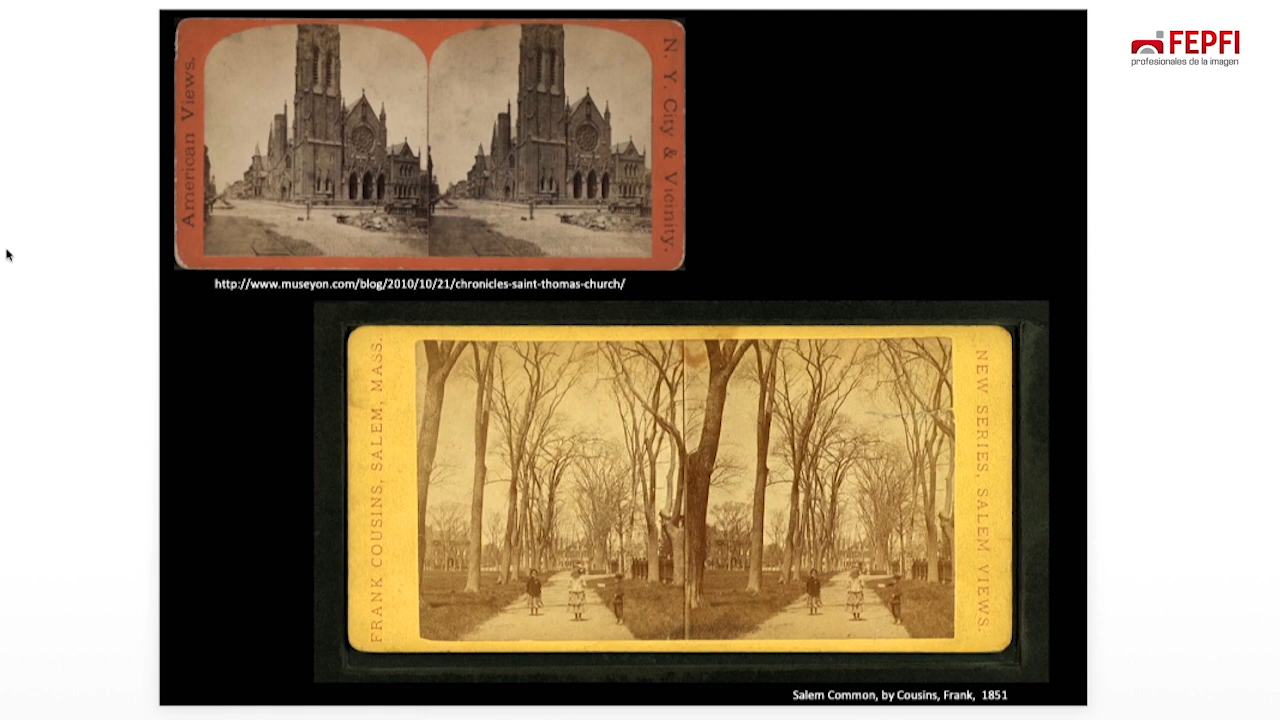 FEPFI
profesionales de la imagen
American Views.
N. Y. City & Vicinity.
http://www.museyon.com/blog/2010/10/21/chronicles-saint-thomas-church/
FRANK COUSINS, SALEM, MASS.
NEW SERIES, SALEM VIEWS.
Salem Common, by Cousins, Frank, 1851